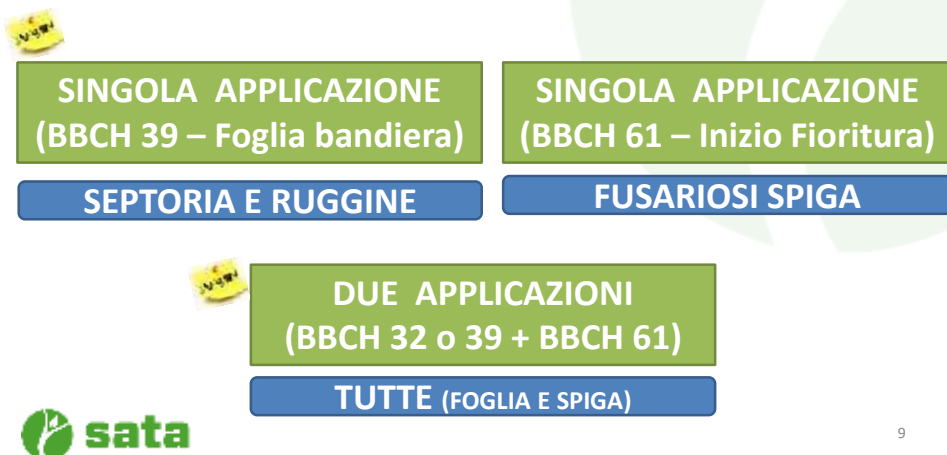 SINGOLA APPLICAZIONE
(BBCH 39 – Foglia bandiera)
SEPTORIA E RUGGINE
SINGOLA APPLICAZIONE
(BBCH 61 – Inizio Fioritura)
FUSARIOSI SPIGA
DUE APPLICAZIONI
(BBCH 32 o 39 + BBCH 61)
TUTTE (FOGLIA E SPIGA)
sata
9